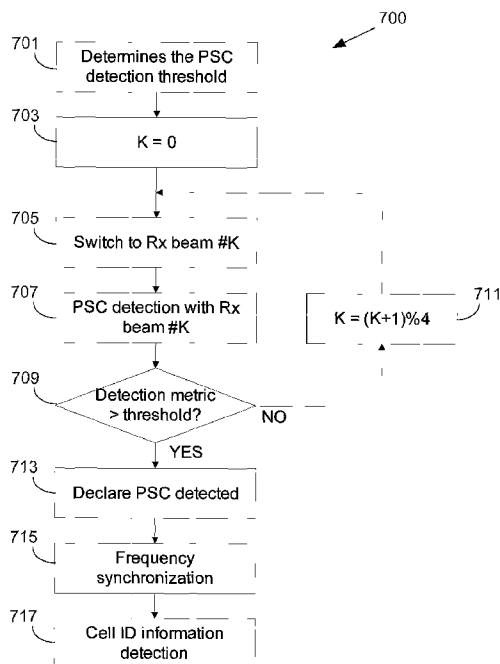 700
701
Determines the PSC
detection threshold
703
K = 0
705
Switch to Rx beam #K
707
PSC detection with Rx
beam #K
K = (K+1)%4
711
709
Detection metric
> threshold?
NO
YES
713
Declare PSC detected
715
Frequency
synchronization
717
Cell ID information
detection